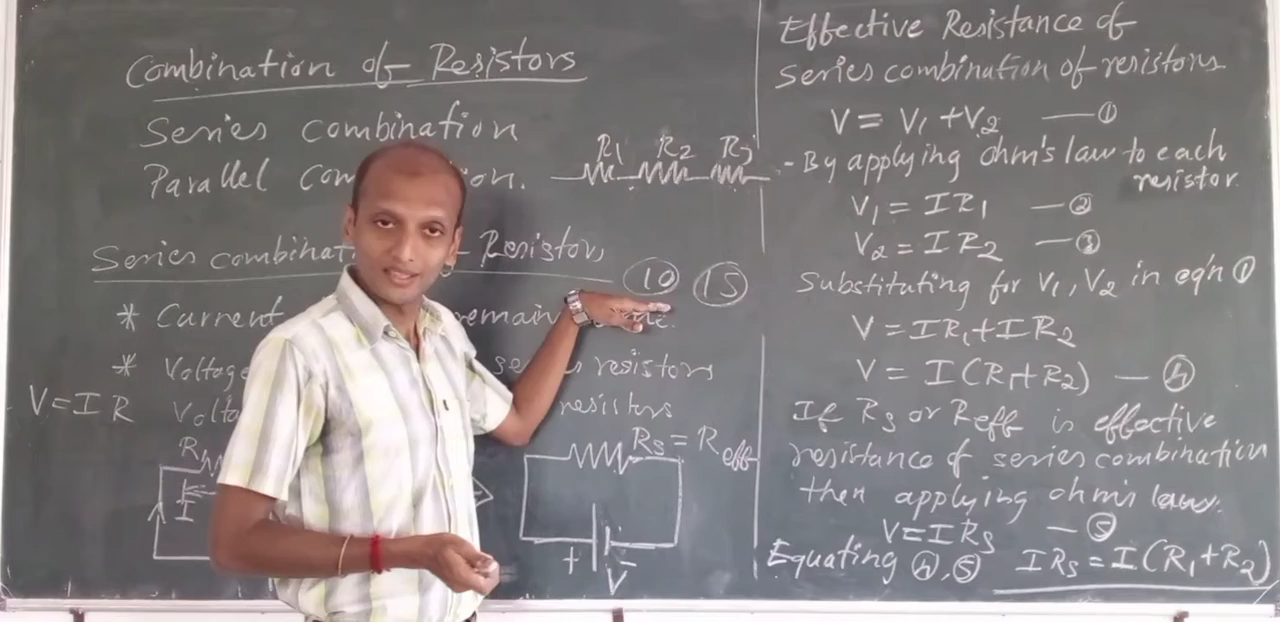 Combination of Resistors
Series combination
Parallel com on.
R1 R2 R3
Series combinat Resistors
10 15
* Current remain
* Voltage resistors
V=IR resistors
I
Rs = Reff
+ - V
Effective Resistance of
series combination of resistors
V = V1 + V2 — ①
- By applying ohm's law to each
resistor.
V1 = IR1 — ②
V2 = IR2 — ③
Substituting for V1, V2 in eqn ①
V = IR1 + IR2
V = I(R1+R2) — ④
If Rs or Reff is effective
resistance of series combination
then applying ohm's law.
V = IRs — ⑤
Equating ④, ⑤ IRs = I(R1+R2)